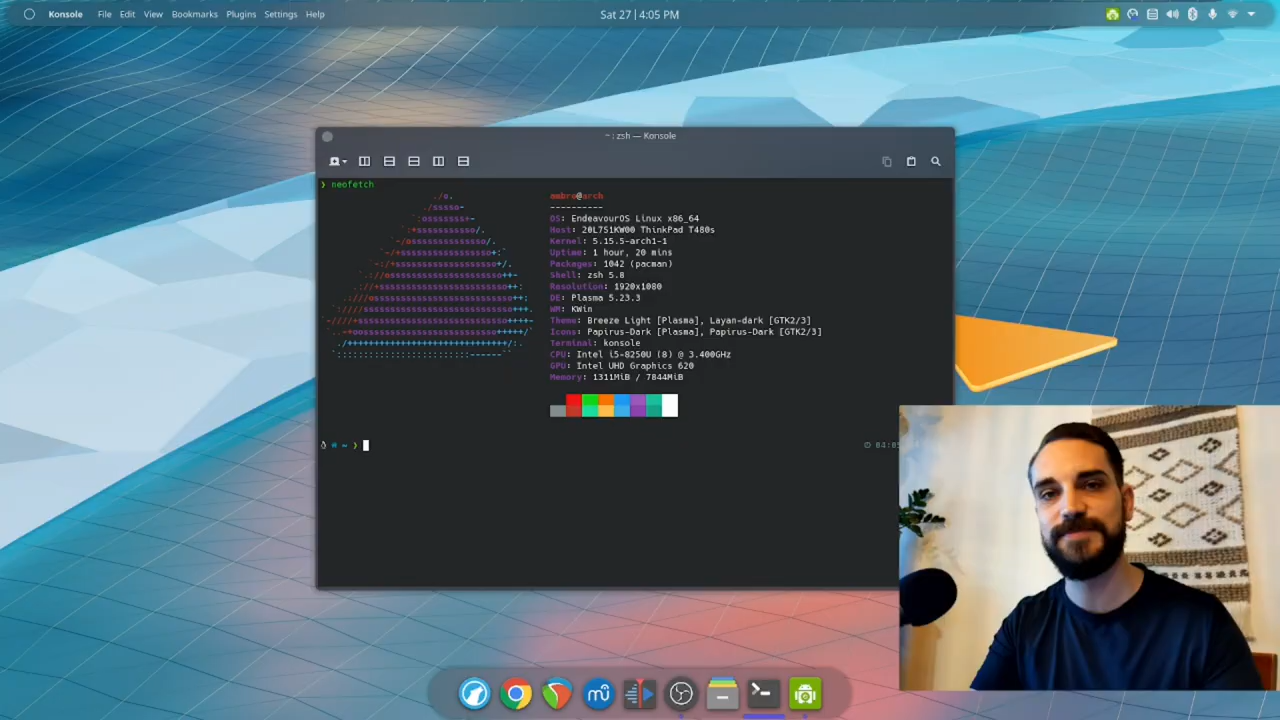 Konsole File Edit View Bookmarks Plugins Settings Help Sat 27 | 4:05 PM
~ : zsh — Konsole
❯ neofetch
ambro@arch
----------
OS: EndeavourOS Linux x86_64
Host: 20L7S1KW00 ThinkPad T480s
Kernel: 5.15.5-arch1-1
Uptime: 1 hour, 20 mins
Packages: 1042 (pacman)
Shell: zsh 5.8
Resolution: 1920x1080
DE: Plasma 5.23.3
WM: KWin
Theme: Breeze Light [Plasma], Layan-dark [GTK2/3]
Icons: Papirus-Dark [Plasma], Papirus-Dark [GTK2/3]
Terminal: konsole
CPU: Intel i5-8250U (8) @ 3.400GHz
GPU: Intel UHD Graphics 620
Memory: 1311MiB / 7844MiB
~ ❯